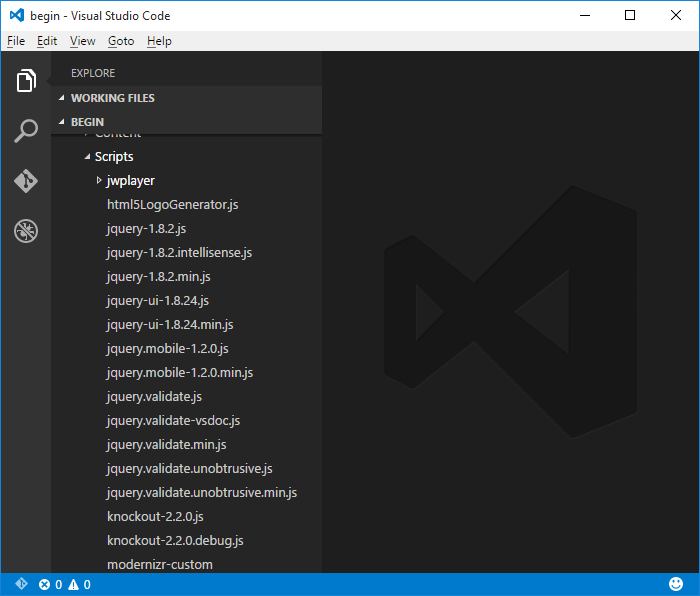 begin - Visual Studio Code
File Edit View Goto Help
EXPLORE
WORKING FILES
BEGIN
Content
Scripts
jwplayer
html5LogoGenerator.js
jquery-1.8.2.js
jquery-1.8.2.intellisense.js
jquery-1.8.2.min.js
jquery-ui-1.8.24.js
jquery-ui-1.8.24.min.js
jquery.mobile-1.2.0.js
jquery.mobile-1.2.0.min.js
jquery.validate.js
jquery.validate-vsdoc.js
jquery.validate.min.js
jquery.validate.unobtrusive.js
jquery.validate.unobtrusive.min.js
knockout-2.2.0.js
knockout-2.2.0.debug.js
modernizr-custom
0 0